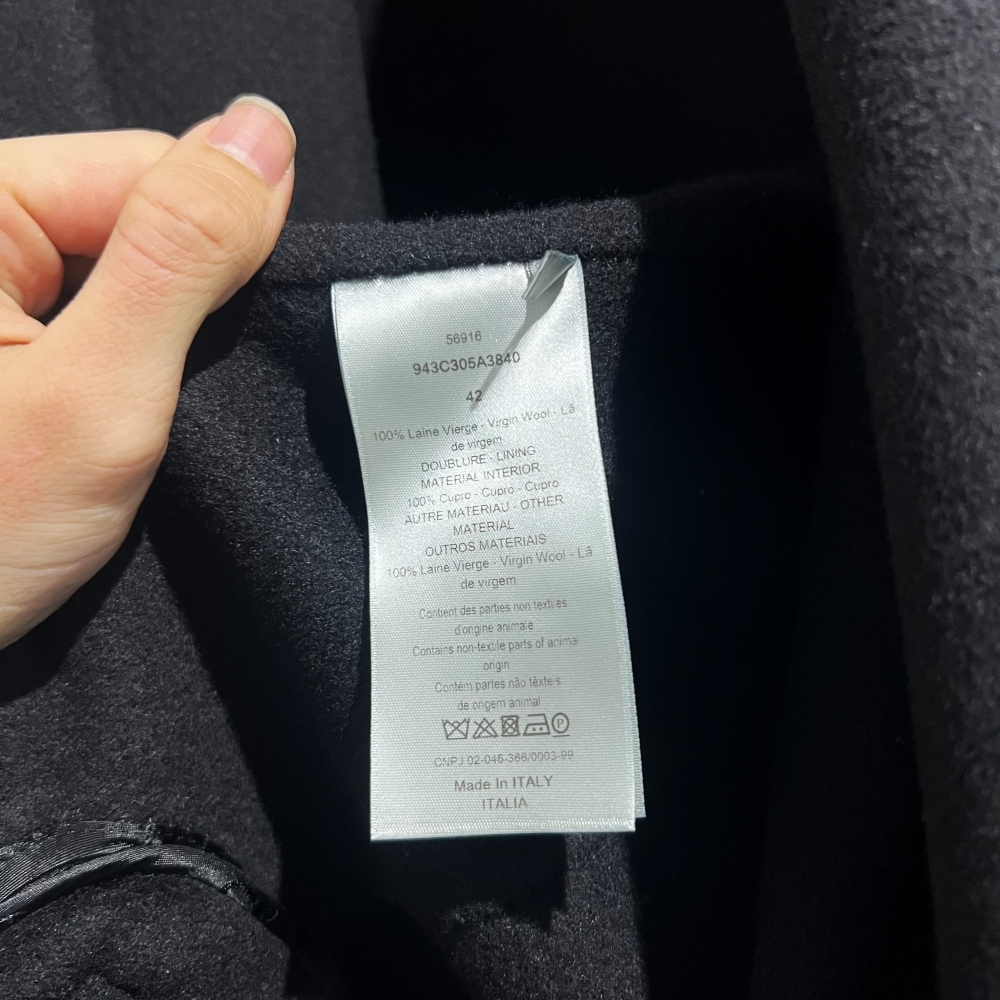 56916
943C305A3840
42
100% Laine Vierge - Virgin Wool - Lã
de virgem
DOUBLURE - LINING
MATERIAL INTERIOR
100% Cupro - Cupro - Cupro
AUTRE MATERIAU - OTHER
MATERIAL
OUTROS MATERIAIS
100% Laine Vierge - Virgin Wool - Lã
de virgem
Contient des parties non textiles
d'origine animale
Contains non-textile parts of animal
origin
Contém partes não têxteis
de origem animal
P
CNPJ 02-046-366/0003-99
Made In ITALY
ITALIA